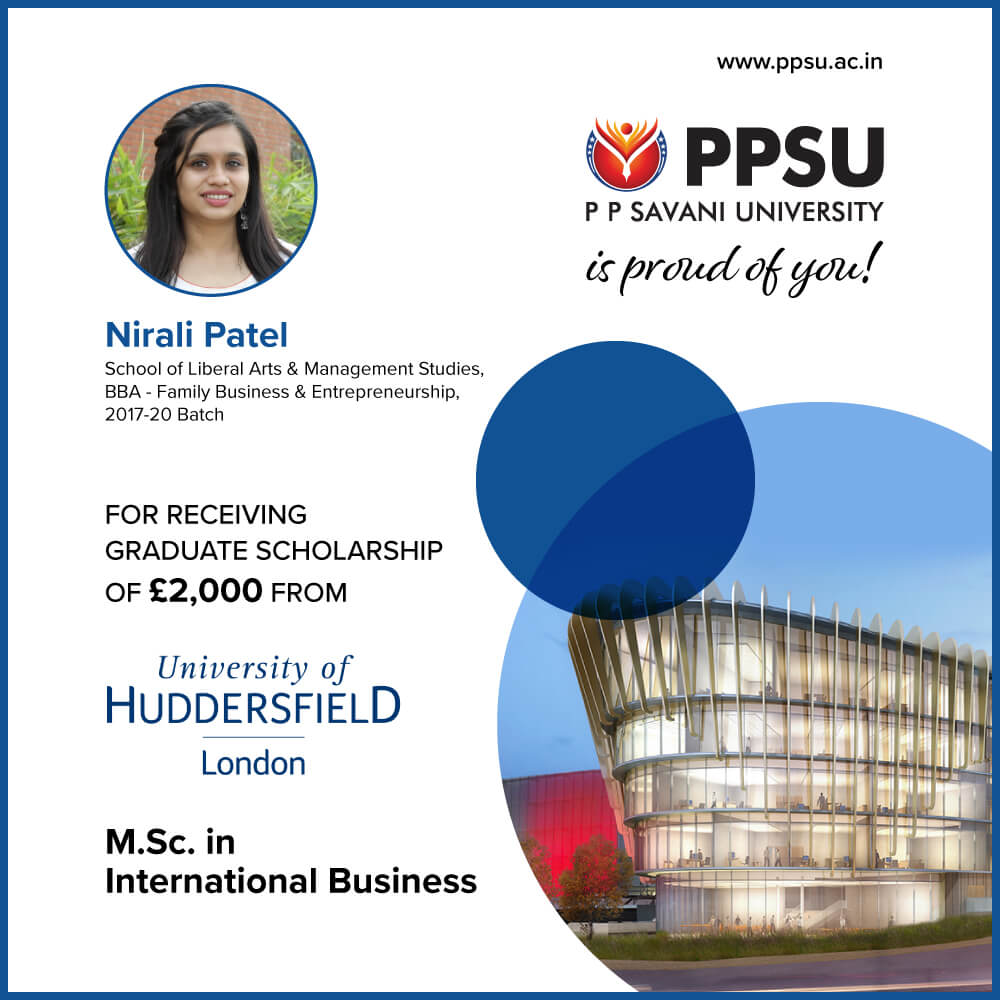 www.ppsu.ac.in
PPSU
P P SAVANI UNIVERSITY
is proud of you!
Nirali Patel
School of Liberal Arts & Management Studies,
BBA - Family Business & Entrepreneurship,
2017-20 Batch
FOR RECEIVING
GRADUATE SCHOLARSHIP
OF £2,000 FROM
University of
HUDDERSFIELD
London
M.Sc. in
International Business